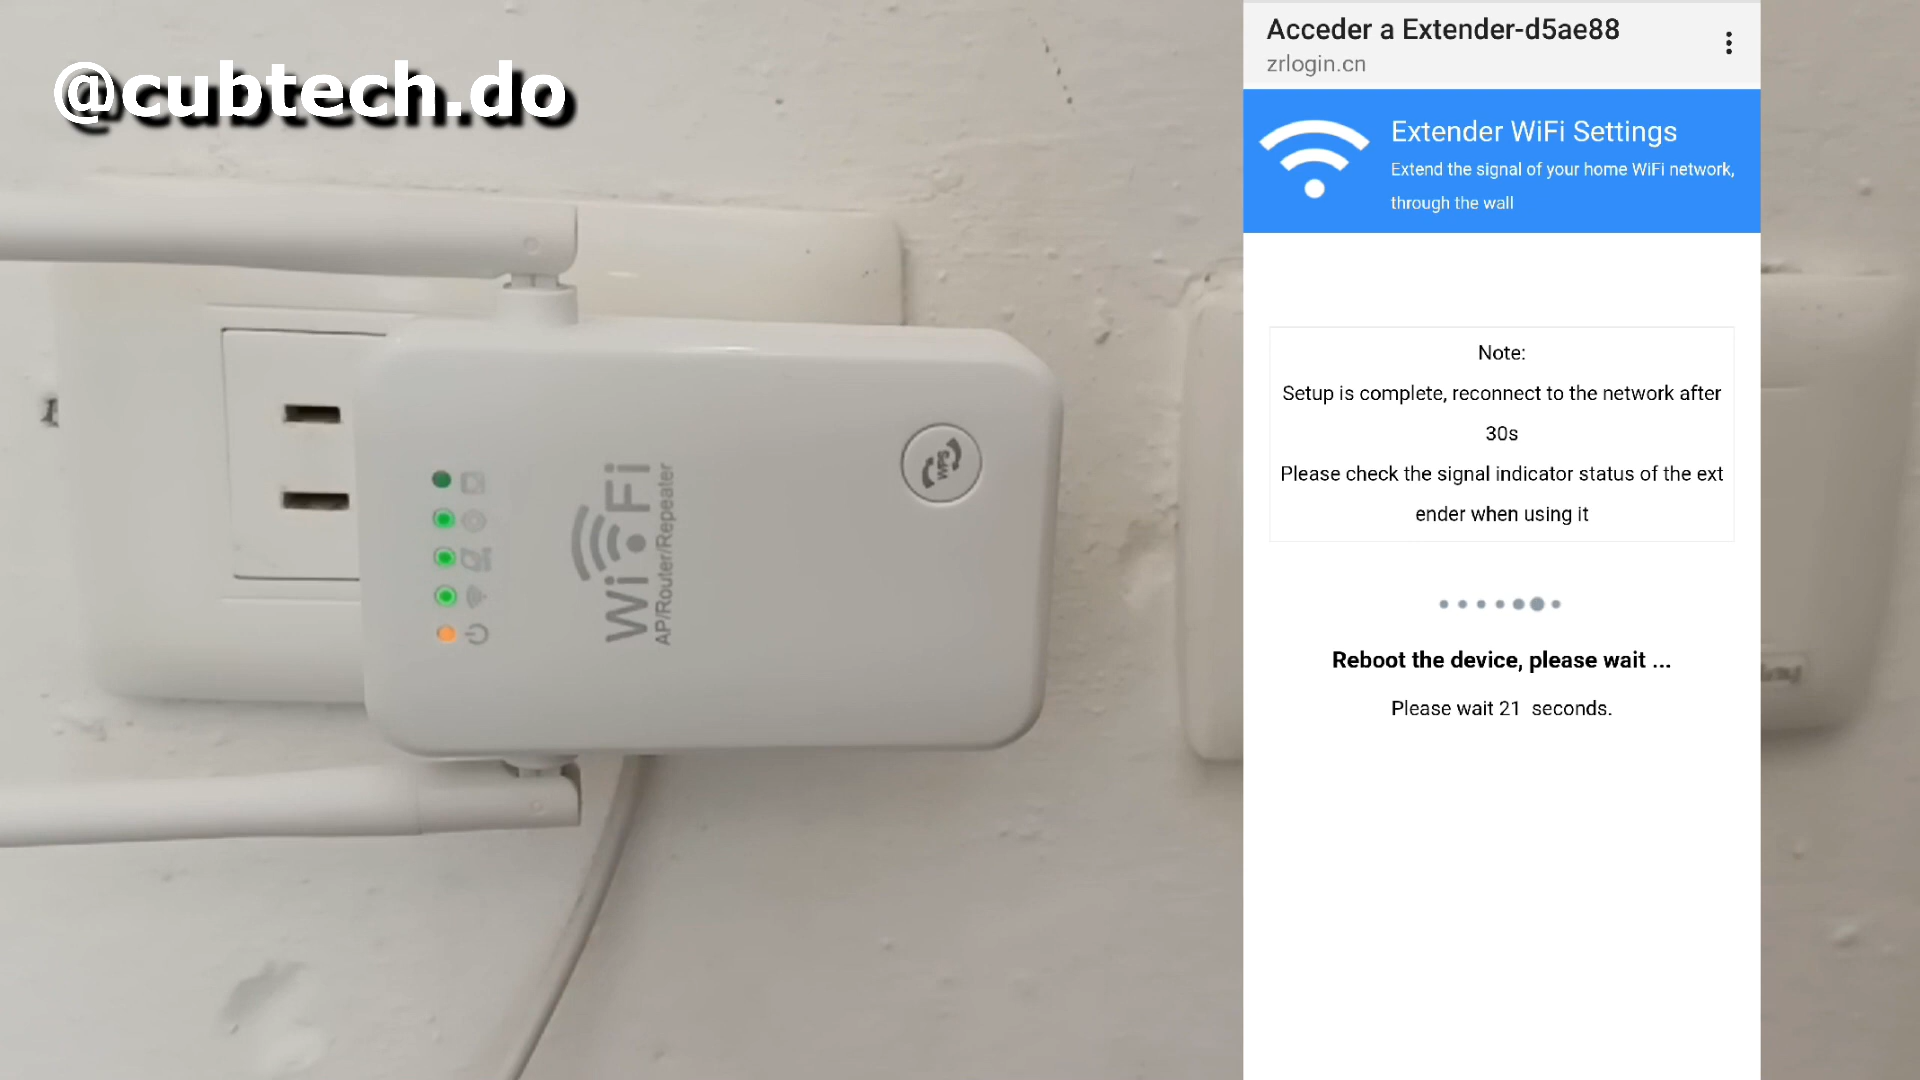 @cubtech.do
Acceder a Extender-d5ae88
zrlogin.cn
Extender WiFi Settings
Extend the signal of your home WiFi network,
through the wall
Note:
Setup is complete, reconnect to the network after
30s
Please check the signal indicator status of the ext
ender when using it
Reboot the device, please wait ...
Please wait 21 seconds.
WiFi
AP/Router/Repeater
WPS